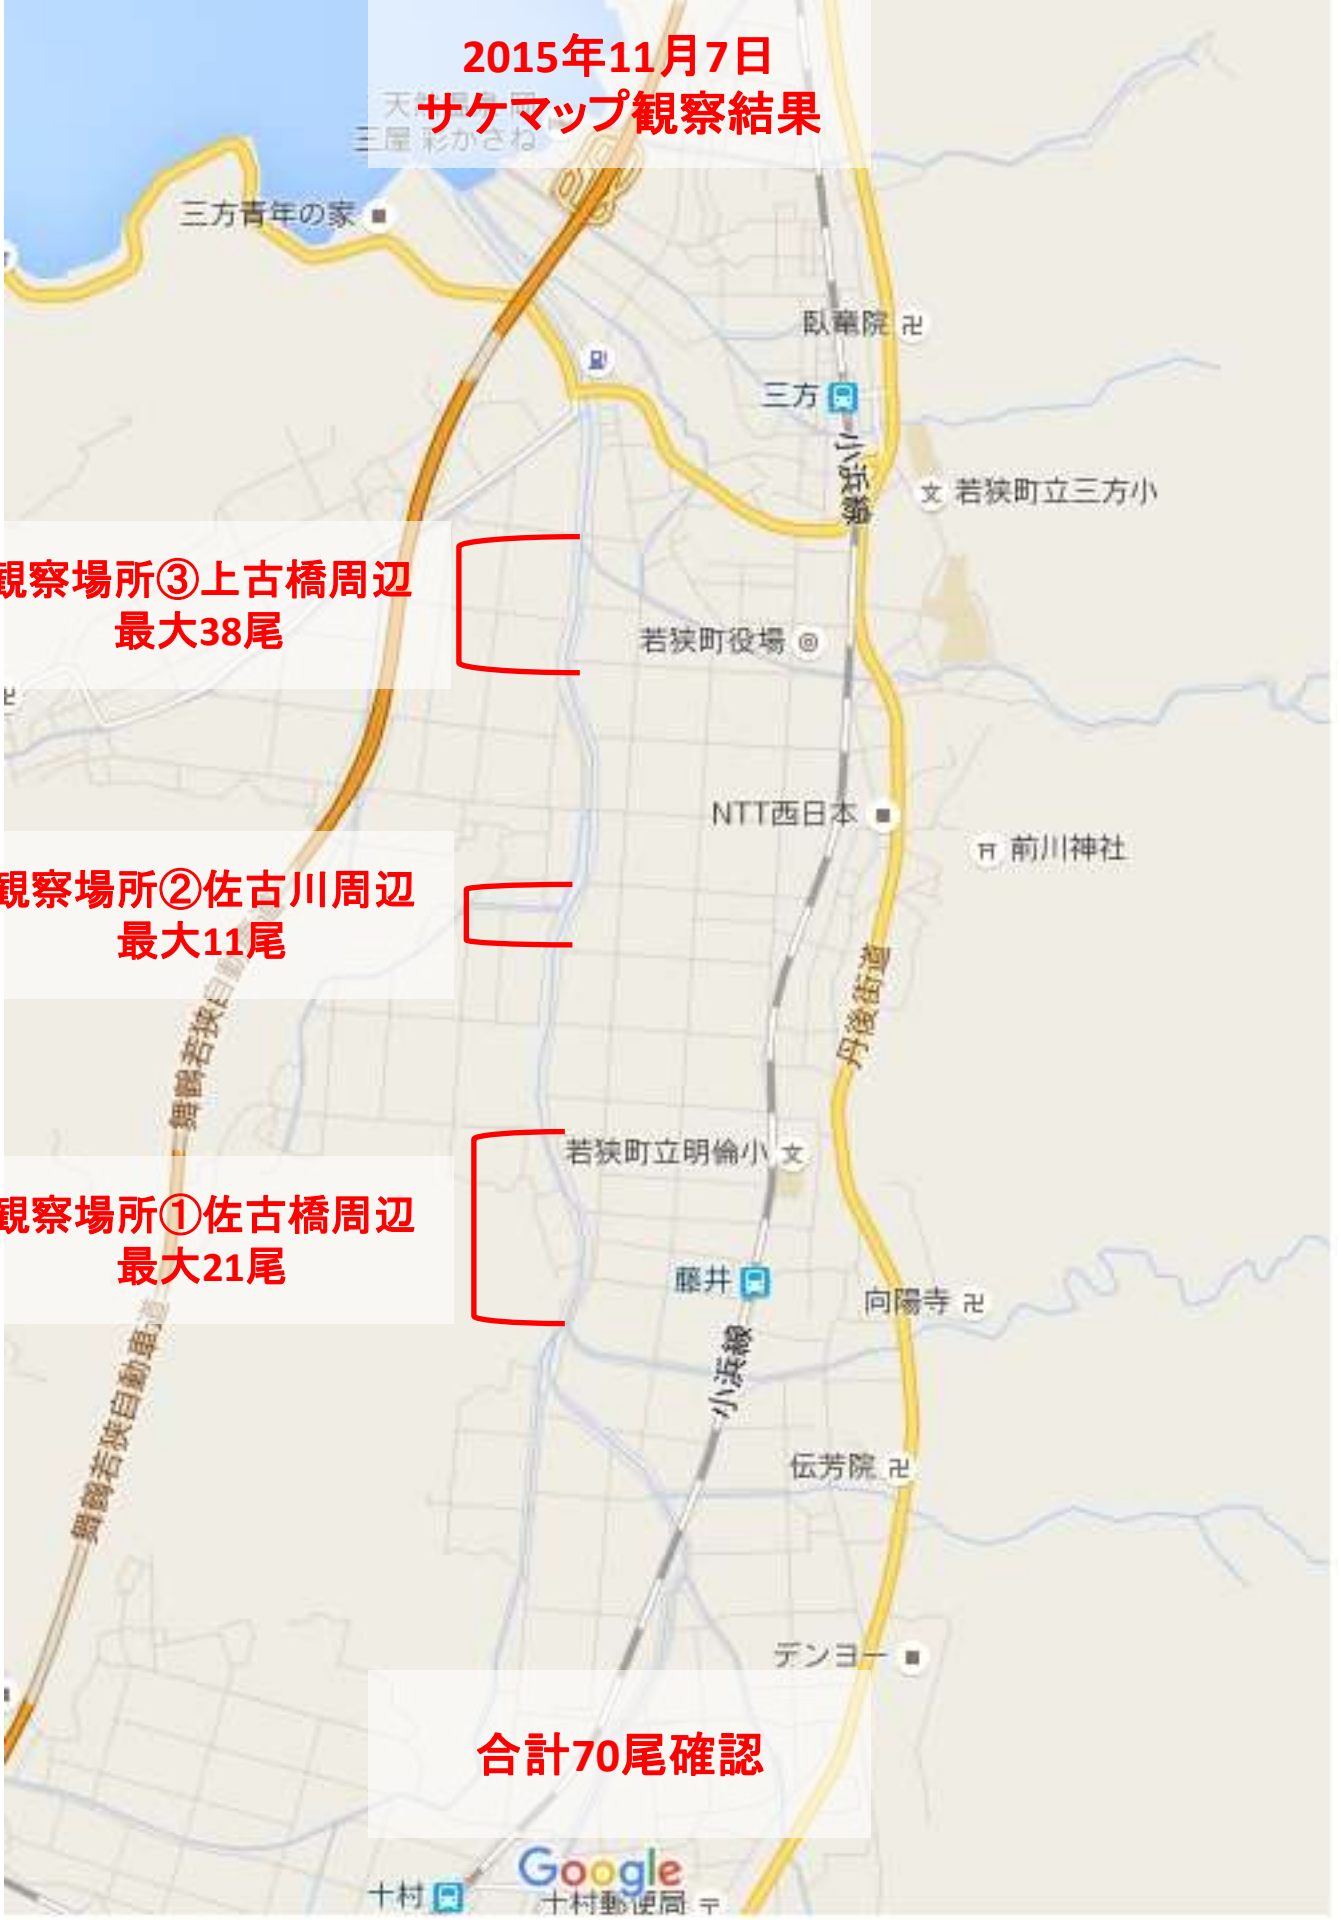 2015年11月7日
サケマップ観察結果
三方青年の家
臥龍院
三方
小浜線
若狭町立三方小
観察場所③上古橋周辺
最大38尾
若狭町役場
NTT西日本
前川神社
観察場所②佐古川周辺
最大11尾
丹後街道
舞鶴若狭自動車道
若狭町立明倫小
観察場所①佐古橋周辺
最大21尾
藤井
向陽寺
小浜線
舞鶴若狭自動車道
伝芳院
デンヨー
合計70尾確認
Google
十村
十村郵便局